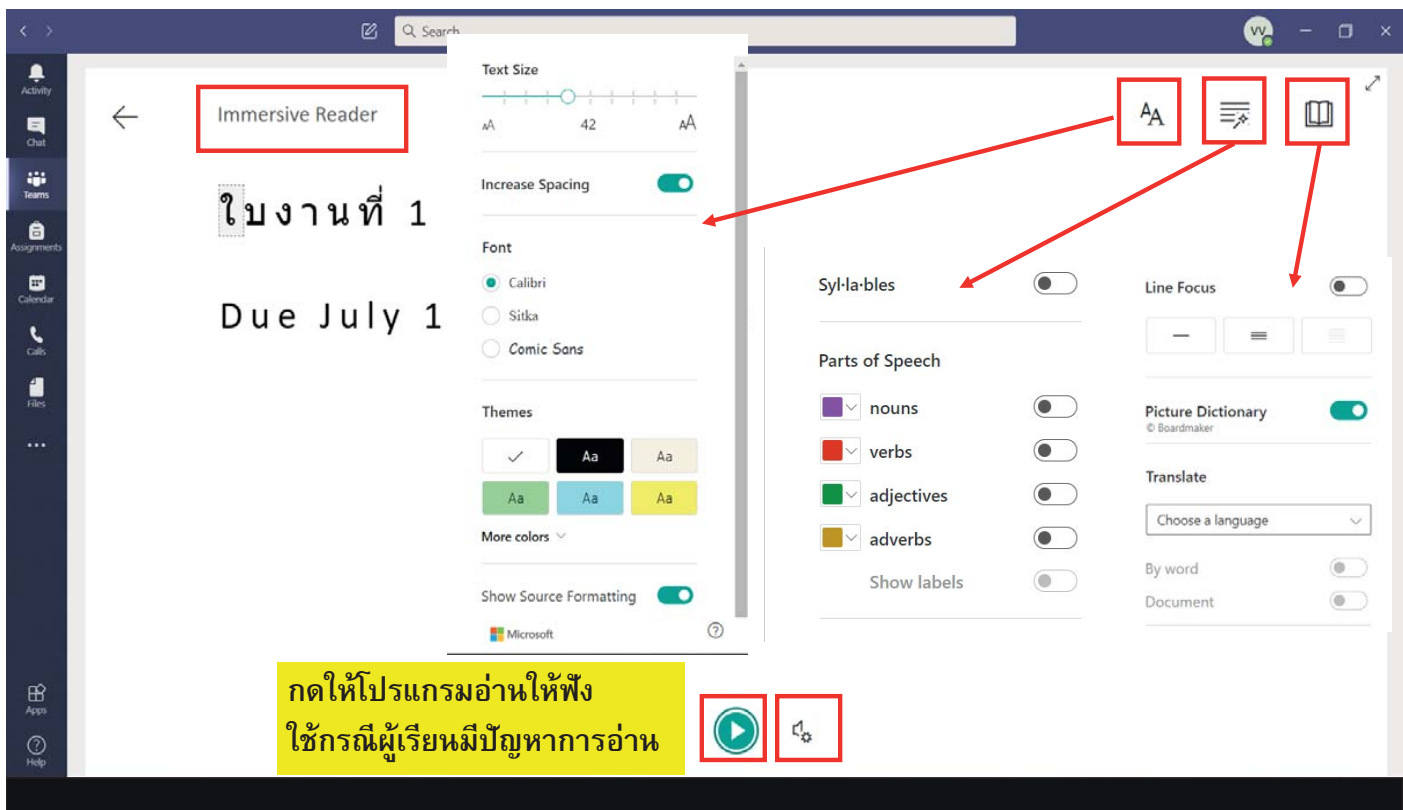 Search
VV
Activity
Chat
Teams
Assignments
Calendar
Calls
Files
Apps
Help
Immersive Reader
ใบงานที่ 1
Due July 1
Text Size
AA 42 AA
Increase Spacing
Font
Calibri
Sitka
Comic Sans
Themes
Aa Aa
Aa Aa Aa
More colors
Show Source Formatting
Microsoft
AA
Syl·la·bles
Parts of Speech
nouns
verbs
adjectives
adverbs
Show labels
Line Focus
Picture Dictionary
© Boardmaker
Translate
Choose a language
By word
Document
กดให้โปรแกรมอ่านให้ฟัง
ใช้กรณีผู้เรียนมีปัญหาการอ่าน